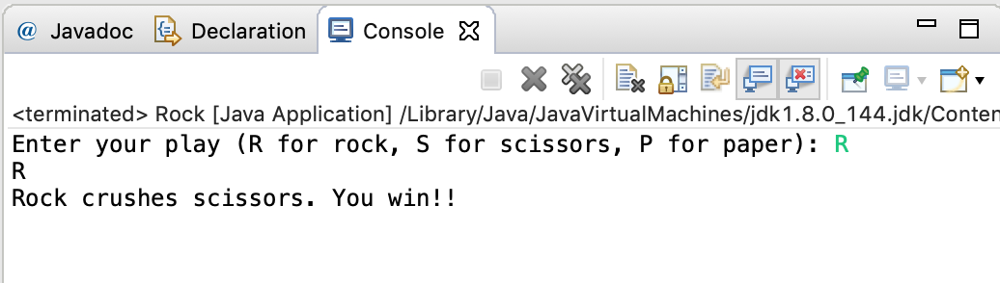 Javadoc Declaration Console
<terminated> Rock [Java Application] /Library/Java/JavaVirtualMachines/jdk1.8.0_144.jdk/Conten
Enter your play (R for rock, S for scissors, P for paper): R
R
Rock crushes scissors. You win!!